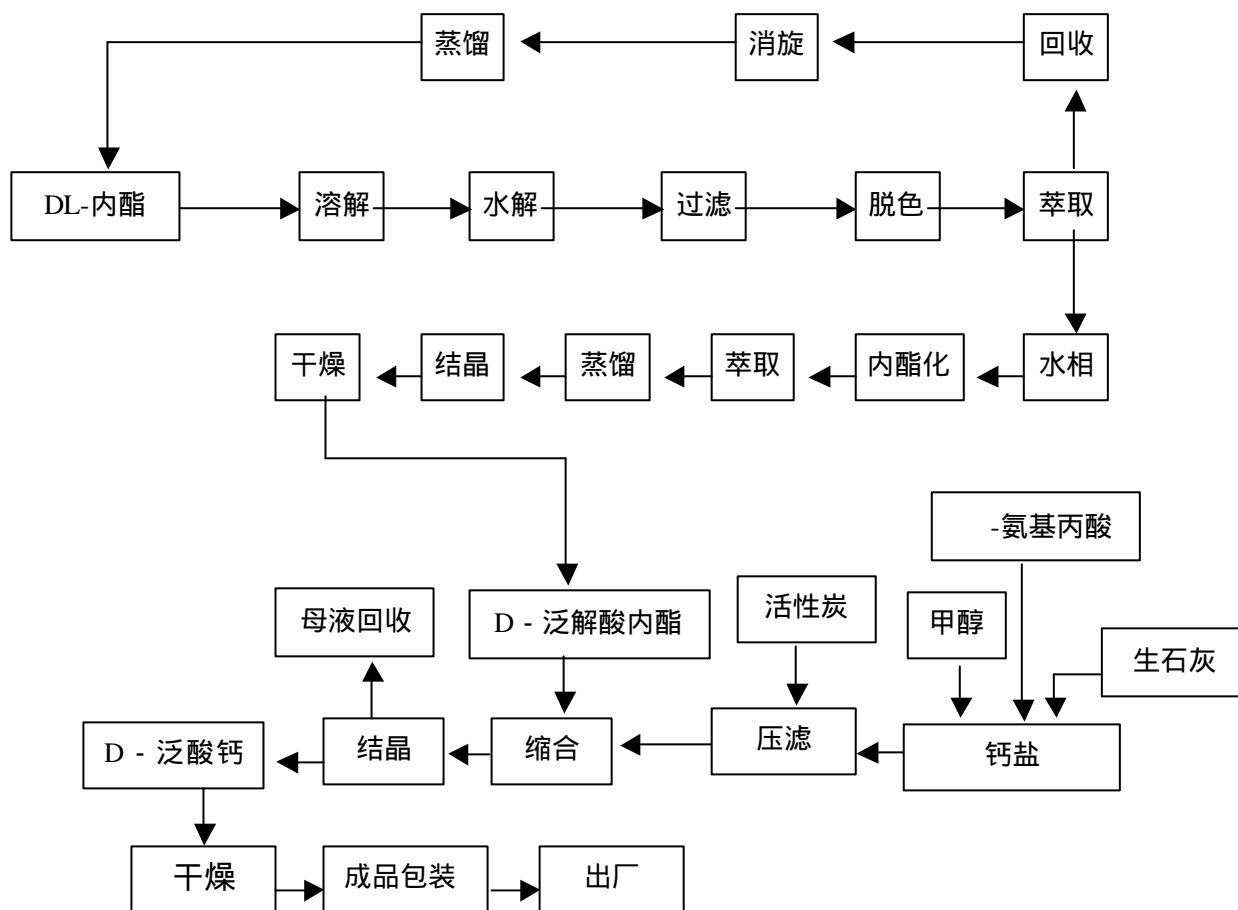 蒸馏
消旋
回收
DL-内酯
溶解
水解
过滤
脱色
萃取
干燥
结晶
蒸馏
萃取
内酯化
水相
-氨基丙酸
母液回收
D - 泛解酸内酯
活性炭
甲醇
生石灰
D - 泛酸钙
结晶
缩合
压滤
钙盐
干燥
成品包装
出厂